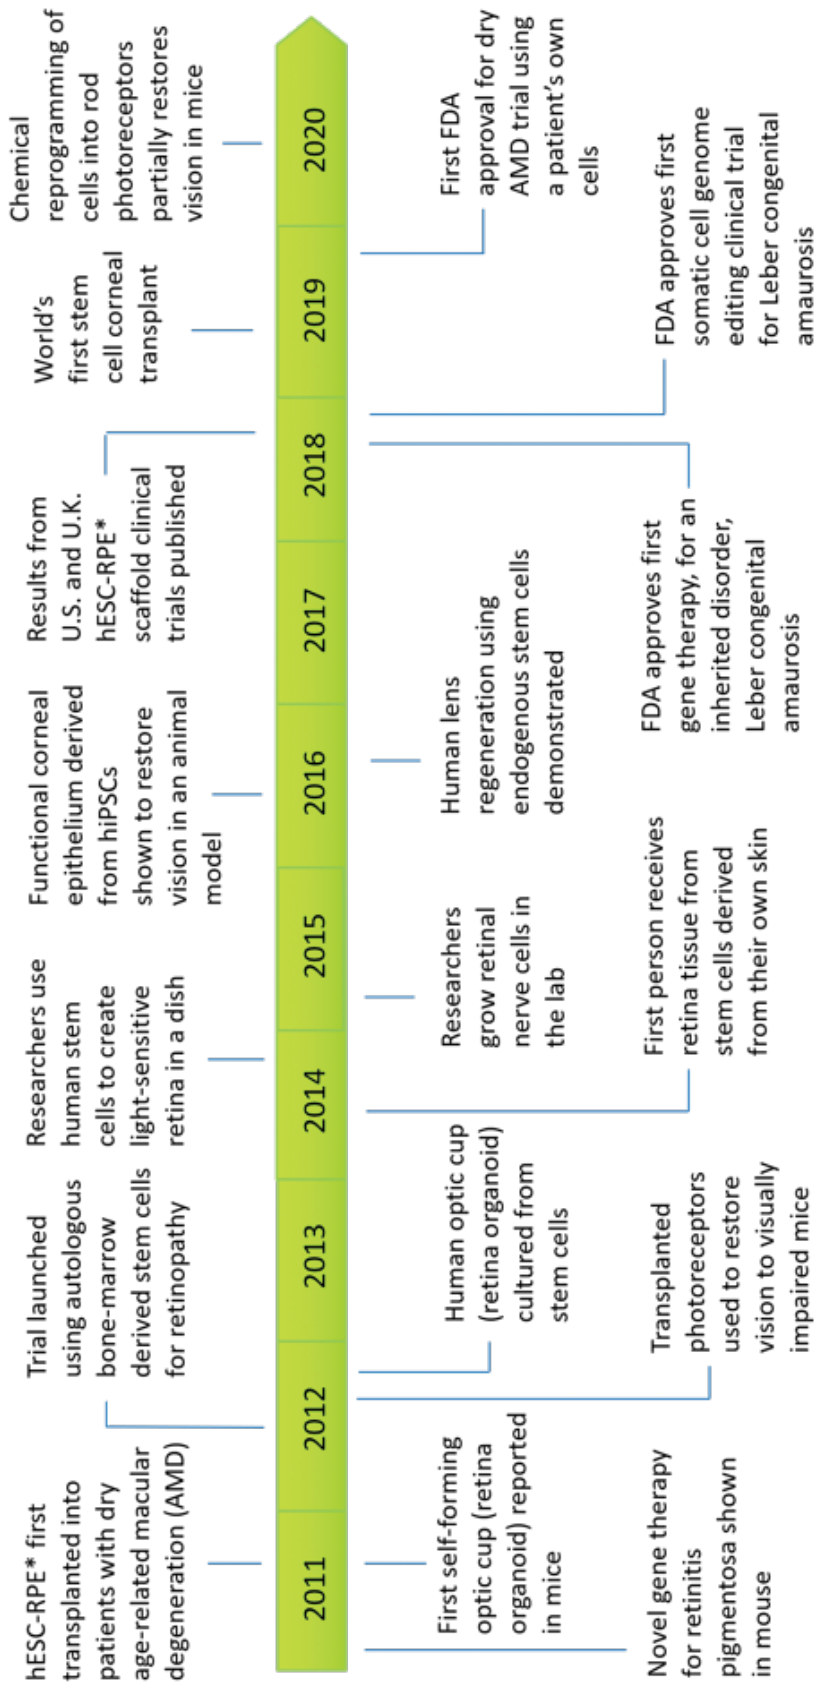 hESC-RPE* first
transplanted into
patients with dry
age-related macular
degeneration (AMD)
Trial launched
using autologous
bone-marrow
derived stem cells
for retinopathy
Researchers use
human stem
cells to create
light-sensitive
retina in a dish
Functional corneal
epithelium derived
from hiPSCs
shown to restore
vision in an animal
model
Results from
U.S. and U.K.
hESC-RPE*
scaffold clinical
trials published
World's
first stem
cell corneal
transplant
Chemical
reprogramming of
cells into rod
photoreceptors
partially restores
vision in mice
2011
2012
2013
2014
2015
2016
2017
2018
2019
2020
First self-forming
optic cup (retina
organoid) reported
in mice
Human optic cup
(retina organoid)
cultured from
stem cells
Researchers
grow retinal
nerve cells in
the lab
Human lens
regeneration using
endogenous stem cells
demonstrated
First FDA
approval for dry
AMD trial using
a patient's own
cells
Novel gene therapy
for retinitis
pigmentosa shown
in mouse
Transplanted
photoreceptors
used to restore
vision to visually
impaired mice
First person receives
retina tissue from
stem cells derived
from their own skin
FDA approves first
gene therapy, for an
inherited disorder,
Leber congenital
amaurosis
FDA approves first
somatic cell genome
editing clinical trial
for Leber congenital
amaurosis